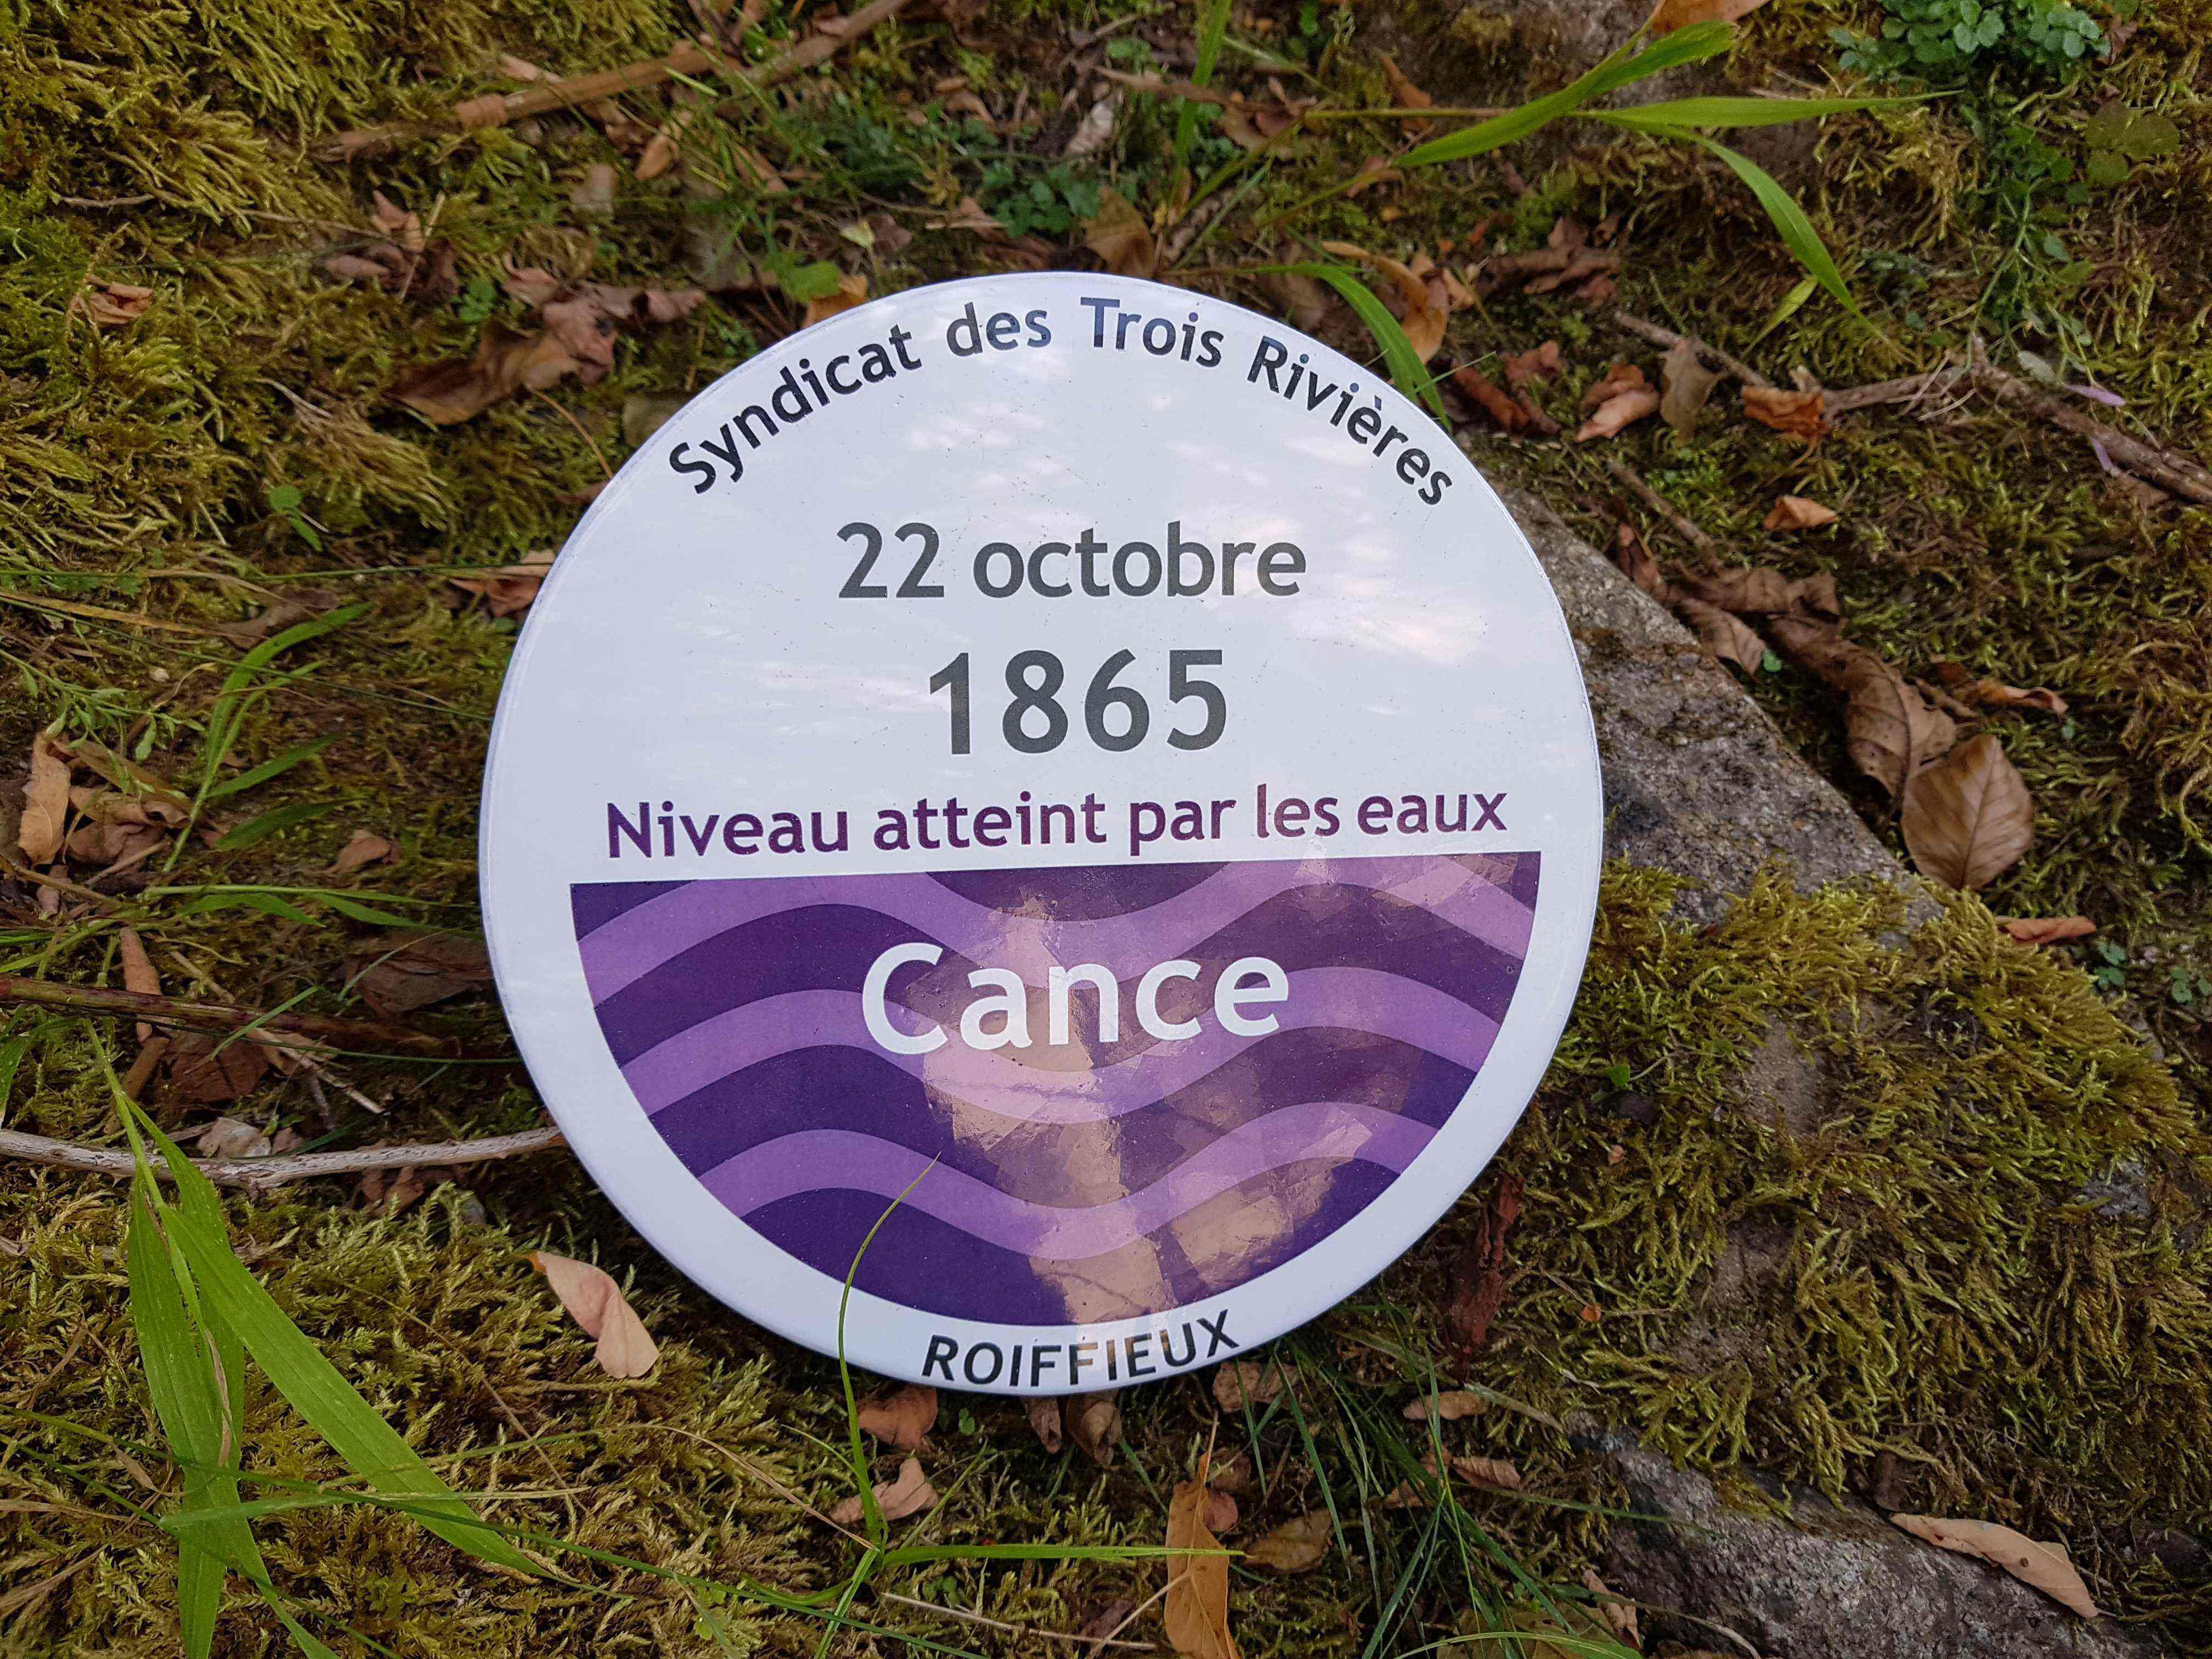 Syndicat des Trois Rivières
22 octobre
1865
Niveau atteint par les eaux
Cance
ROIFFIEUX